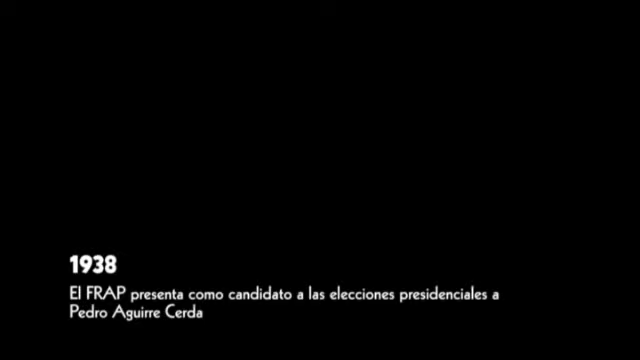 1938
El FRAP presenta como candidato a las elecciones presidenciales a
Pedro Aguirre Cerda